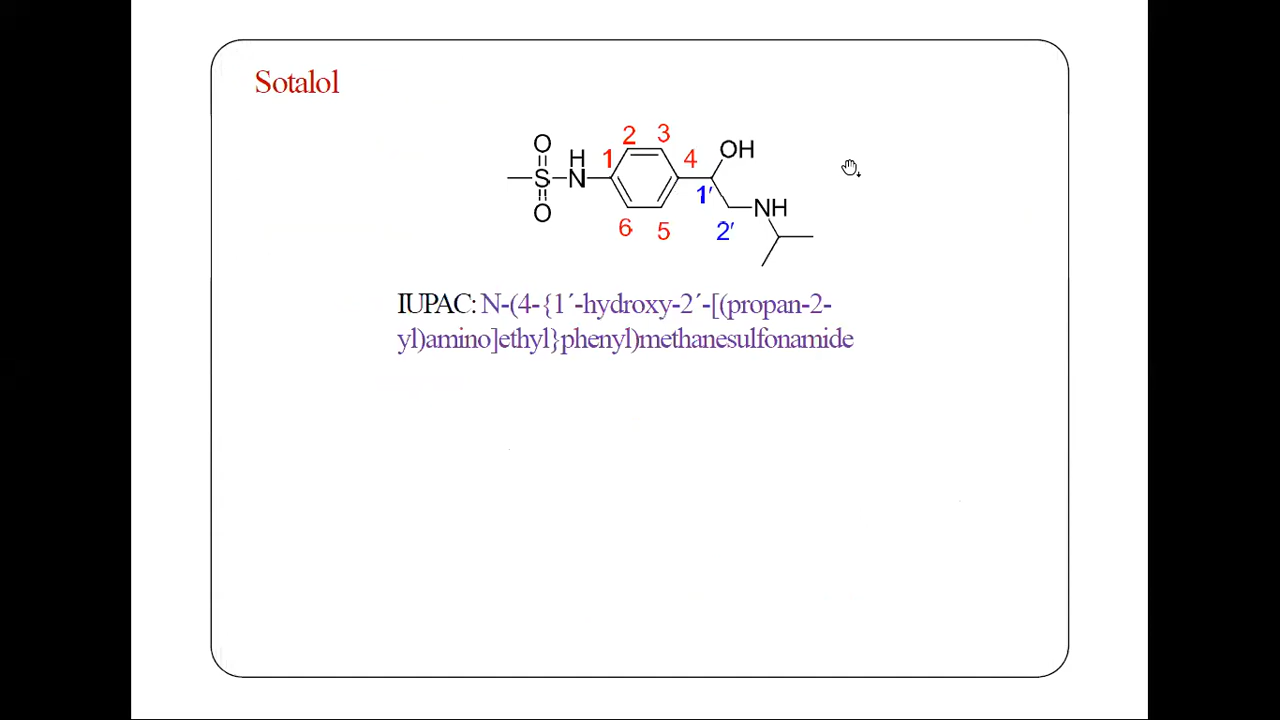 Sotalol
O
2
3
H
1
4
OH
S
N
1′
NH
O
6
5
2′
IUPAC: N-(4-{1´-hydroxy-2´-[(propan-2-
yl)amino]ethyl}phenyl)methanesulfonamide